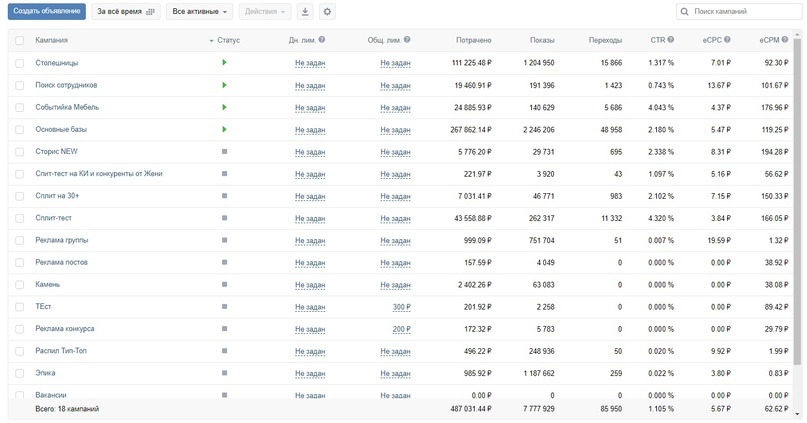 Создать объявление За всё время Все активные Действия Поиск кампаний
Кампания Статус Дн. лим. Общ. лим. Потрачено Показы Переходы CTR eCPC eCPM
Столешницы Не задан Не задан 111 225.48 ₽ 1 204 950 15 866 1.317 % 7.01 ₽ 92.30 ₽
Поиск сотрудников Не задан Не задан 19 460.91 ₽ 191 396 1 423 0.743 % 13.67 ₽ 101.67 ₽
Событийка Мебель Не задан Не задан 24 885.93 ₽ 140 629 5 686 4.043 % 4.37 ₽ 176.96 ₽
Основные базы Не задан Не задан 267 862.14 ₽ 2 246 206 48 958 2.180 % 5.47 ₽ 119.25 ₽
Сторис NEW Не задан Не задан 5 776.20 ₽ 29 731 695 2.338 % 8.31 ₽ 194.28 ₽
Слит-тест на КИ и конкуренты от Жени Не задан Не задан 221.97 ₽ 3 920 43 1.097 % 5.16 ₽ 56.62 ₽
Сплит на 30+ Не задан Не задан 7 031.41 ₽ 46 771 983 2.102 % 7.15 ₽ 150.33 ₽
Сплит-тест Не задан Не задан 43 558.88 ₽ 262 317 11 332 4.320 % 3.84 ₽ 166.05 ₽
Реклама группы Не задан Не задан 999.09 ₽ 751 704 51 0.007 % 19.59 ₽ 1.32 ₽
Реклама постов Не задан Не задан 157.59 ₽ 4 049 0 0.000 % 0.00 ₽ 38.92 ₽
Камень Не задан Не задан 2 402.26 ₽ 63 083 0 0.000 % 0.00 ₽ 38.08 ₽
ТЕст Не задан 300 ₽ 201.92 ₽ 2 258 0 0.000 % 0.00 ₽ 89.42 ₽
Реклама конкурса Не задан 200 ₽ 172.32 ₽ 5 783 0 0.000 % 0.00 ₽ 29.79 ₽
Распил Тип-Топ Не задан Не задан 496.22 ₽ 248 936 50 0.020 % 9.92 ₽ 1.99 ₽
Эпика Не задан Не задан 985.92 ₽ 1 187 662 259 0.022 % 3.80 ₽ 0.83 ₽
Вакансии Не задан Не задан 0.00 ₽ 0 0 0.000 % 0.00 ₽ 0.00 ₽
Всего: 18 кампаний 487 031.44 ₽ 7 777 929 85 950 1.105 % 5.67 ₽ 62.62 ₽